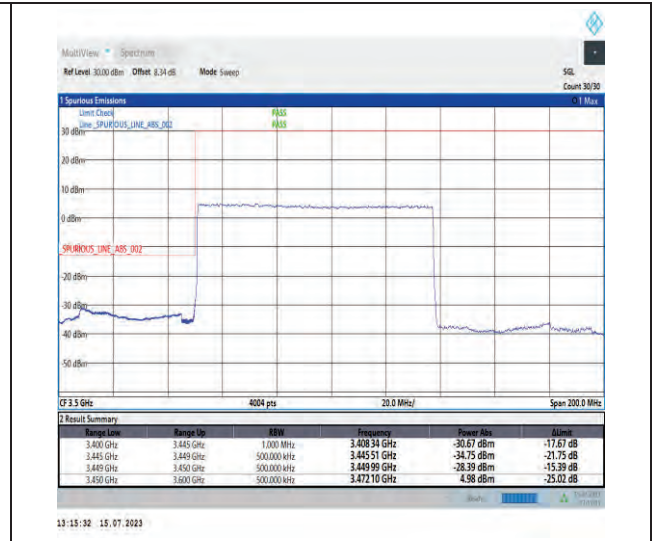 MultiView Spectrum
Ref Level 30.00 dBm Offset 8.34 dB Mode Sweep SGL
Count 30/30
1 Spurious Emissions 1 Max
Limit Check PASS
Line _SPURIOUS_LINE_ABS_002 PASS
30 dBm
20 dBm
10 dBm
0 dBm
_SPURIOUS_LINE_ABS_002
-20 dBm
-30 dBm
-40 dBm
-50 dBm
CF 3.5 GHz 4004 pts 20.0 MHz/ Span 200.0 MHz
2 Result Summary
Range Low Range Up RBW Frequency Power Abs ΔLimit
3.400 GHz 3.445 GHz 1.000 MHz 3.408 34 GHz -30.67 dBm -17.67 dB
3.445 GHz 3.449 GHz 500.000 kHz 3.445 51 GHz -34.75 dBm -21.75 dB
3.449 GHz 3.450 GHz 500.000 kHz 3.449 99 GHz -28.39 dBm -15.39 dB
3.450 GHz 3.600 GHz 500.000 kHz 3.472 10 GHz 4.98 dBm -25.02 dB
13:15:32 15.07.2023